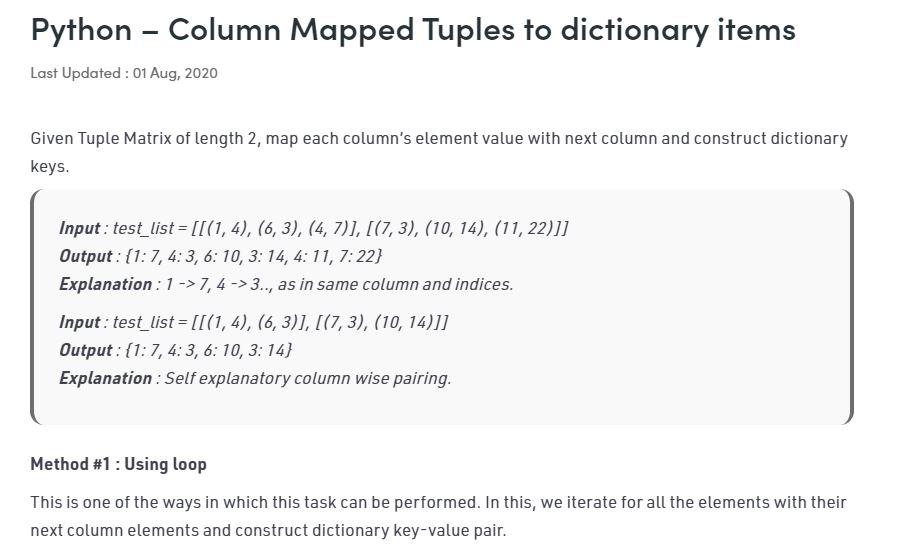 Python – Column Mapped Tuples to dictionary items
Last Updated : 01 Aug, 2020
Given Tuple Matrix of length 2, map each column’s element value with next column and construct dictionary
keys.
Input : test_list = [[(1, 4), (6, 3), (4, 7)], [(7, 3), (10, 14), (11, 22)]]
Output : {1: 7, 4: 3, 6: 10, 3: 14, 4: 11, 7: 22}
Explanation : 1 -> 7, 4 -> 3.., as in same column and indices.
Input : test_list = [[(1, 4), (6, 3)], [(7, 3), (10, 14)]]
Output : {1: 7, 4: 3, 6: 10, 3: 14}
Explanation : Self explanatory column wise pairing.
Method #1 : Using loop
This is one of the ways in which this task can be performed. In this, we iterate for all the elements with their
next column elements and construct dictionary key-value pair.